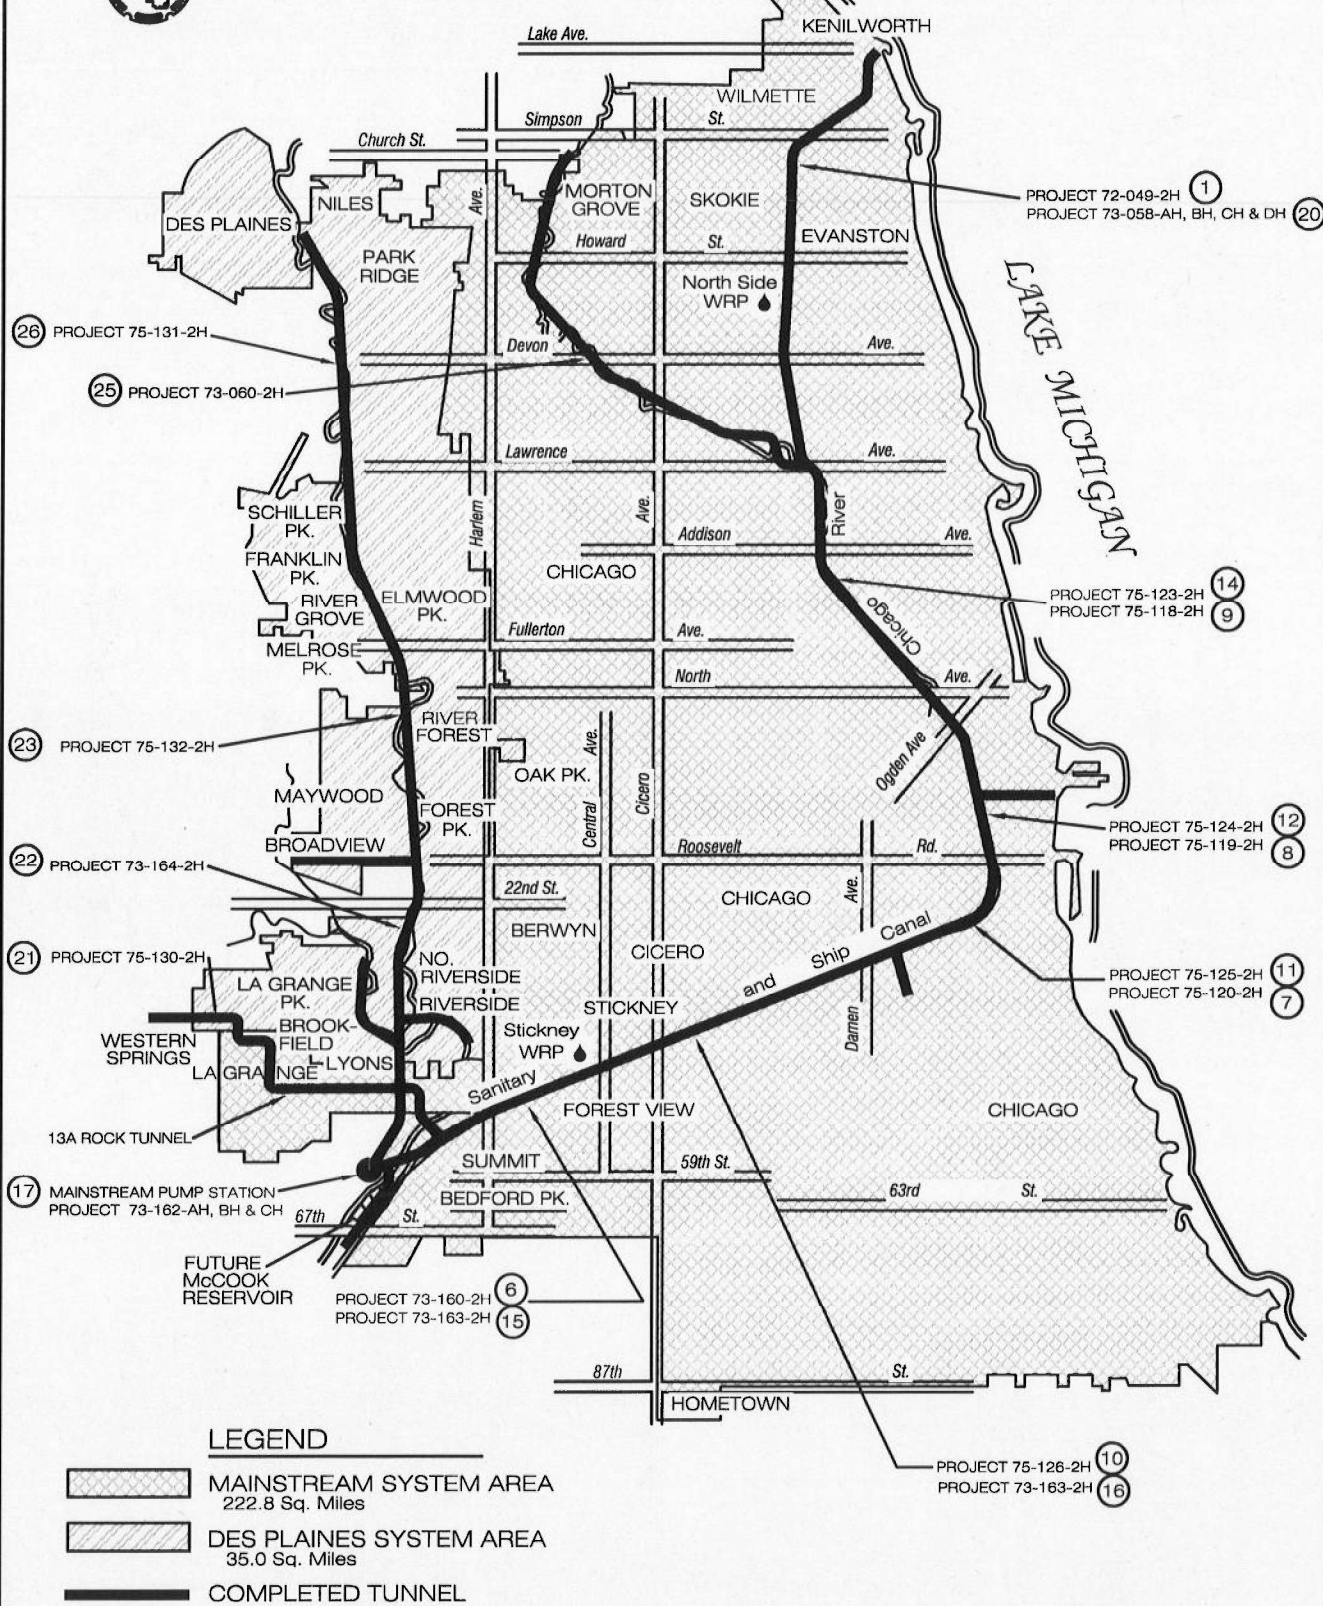 KENILWORTH
Lake Ave.
WILMETTE
Simpson St.
Church St.
Ave.
NILES
MORTON
GROVE
SKOKIE
PROJECT 72-049-2H 1
PROJECT 73-058-AH, BH, CH & DH 20
DES PLAINES
Howard St.
EVANSTON
PARK
RIDGE
North Side
WRP
LAKE MICHIGAN
26 PROJECT 75-131-2H
Devon Ave.
25 PROJECT 73-060-2H
Lawrence Ave.
Harlem
Ave.
River
SCHILLER
PK.
Addison Ave.
FRANKLIN
PK.
CHICAGO
RIVER
GROVE
ELMWOOD
PK.
PROJECT 75-123-2H 14
PROJECT 75-118-2H 9
Chicago
Fullerton Ave.
MELROSE
PK.
North Ave.
RIVER
FOREST
23 PROJECT 75-132-2H
Ave.
Ogden Ave
OAK PK.
Cicero
MAYWOOD
FOREST
PK.
Central
PROJECT 75-124-2H 12
PROJECT 75-119-2H 8
BROADVIEW
Roosevelt Rd.
22 PROJECT 73-164-2H
22nd St.
CHICAGO
Ave.
BERWYN
CICERO
and Ship Canal
21 PROJECT 75-130-2H
NO.
RIVERSIDE
LA GRANGE
PK.
RIVERSIDE
STICKNEY
PROJECT 75-125-2H 11
PROJECT 75-120-2H 7
BROOK-
FIELD
Stickney
WRP
Damen
WESTERN
SPRINGS
LYONS
LA GRANGE
Sanitary
FOREST VIEW
CHICAGO
13A ROCK TUNNEL
SUMMIT
59th St.
17 MAINSTREAM PUMP STATION
PROJECT 73-162-AH, BH & CH
BEDFORD PK.
63rd St.
67th St.
FUTURE
McCOOK
RESERVOIR
PROJECT 73-160-2H 6
PROJECT 73-163-2H 15
87th St.
HOMETOWN
PROJECT 75-126-2H 10
PROJECT 73-163-2H 16
LEGEND
MAINSTREAM SYSTEM AREA
222.8 Sq. Miles
DES PLAINES SYSTEM AREA
35.0 Sq. Miles
COMPLETED TUNNEL